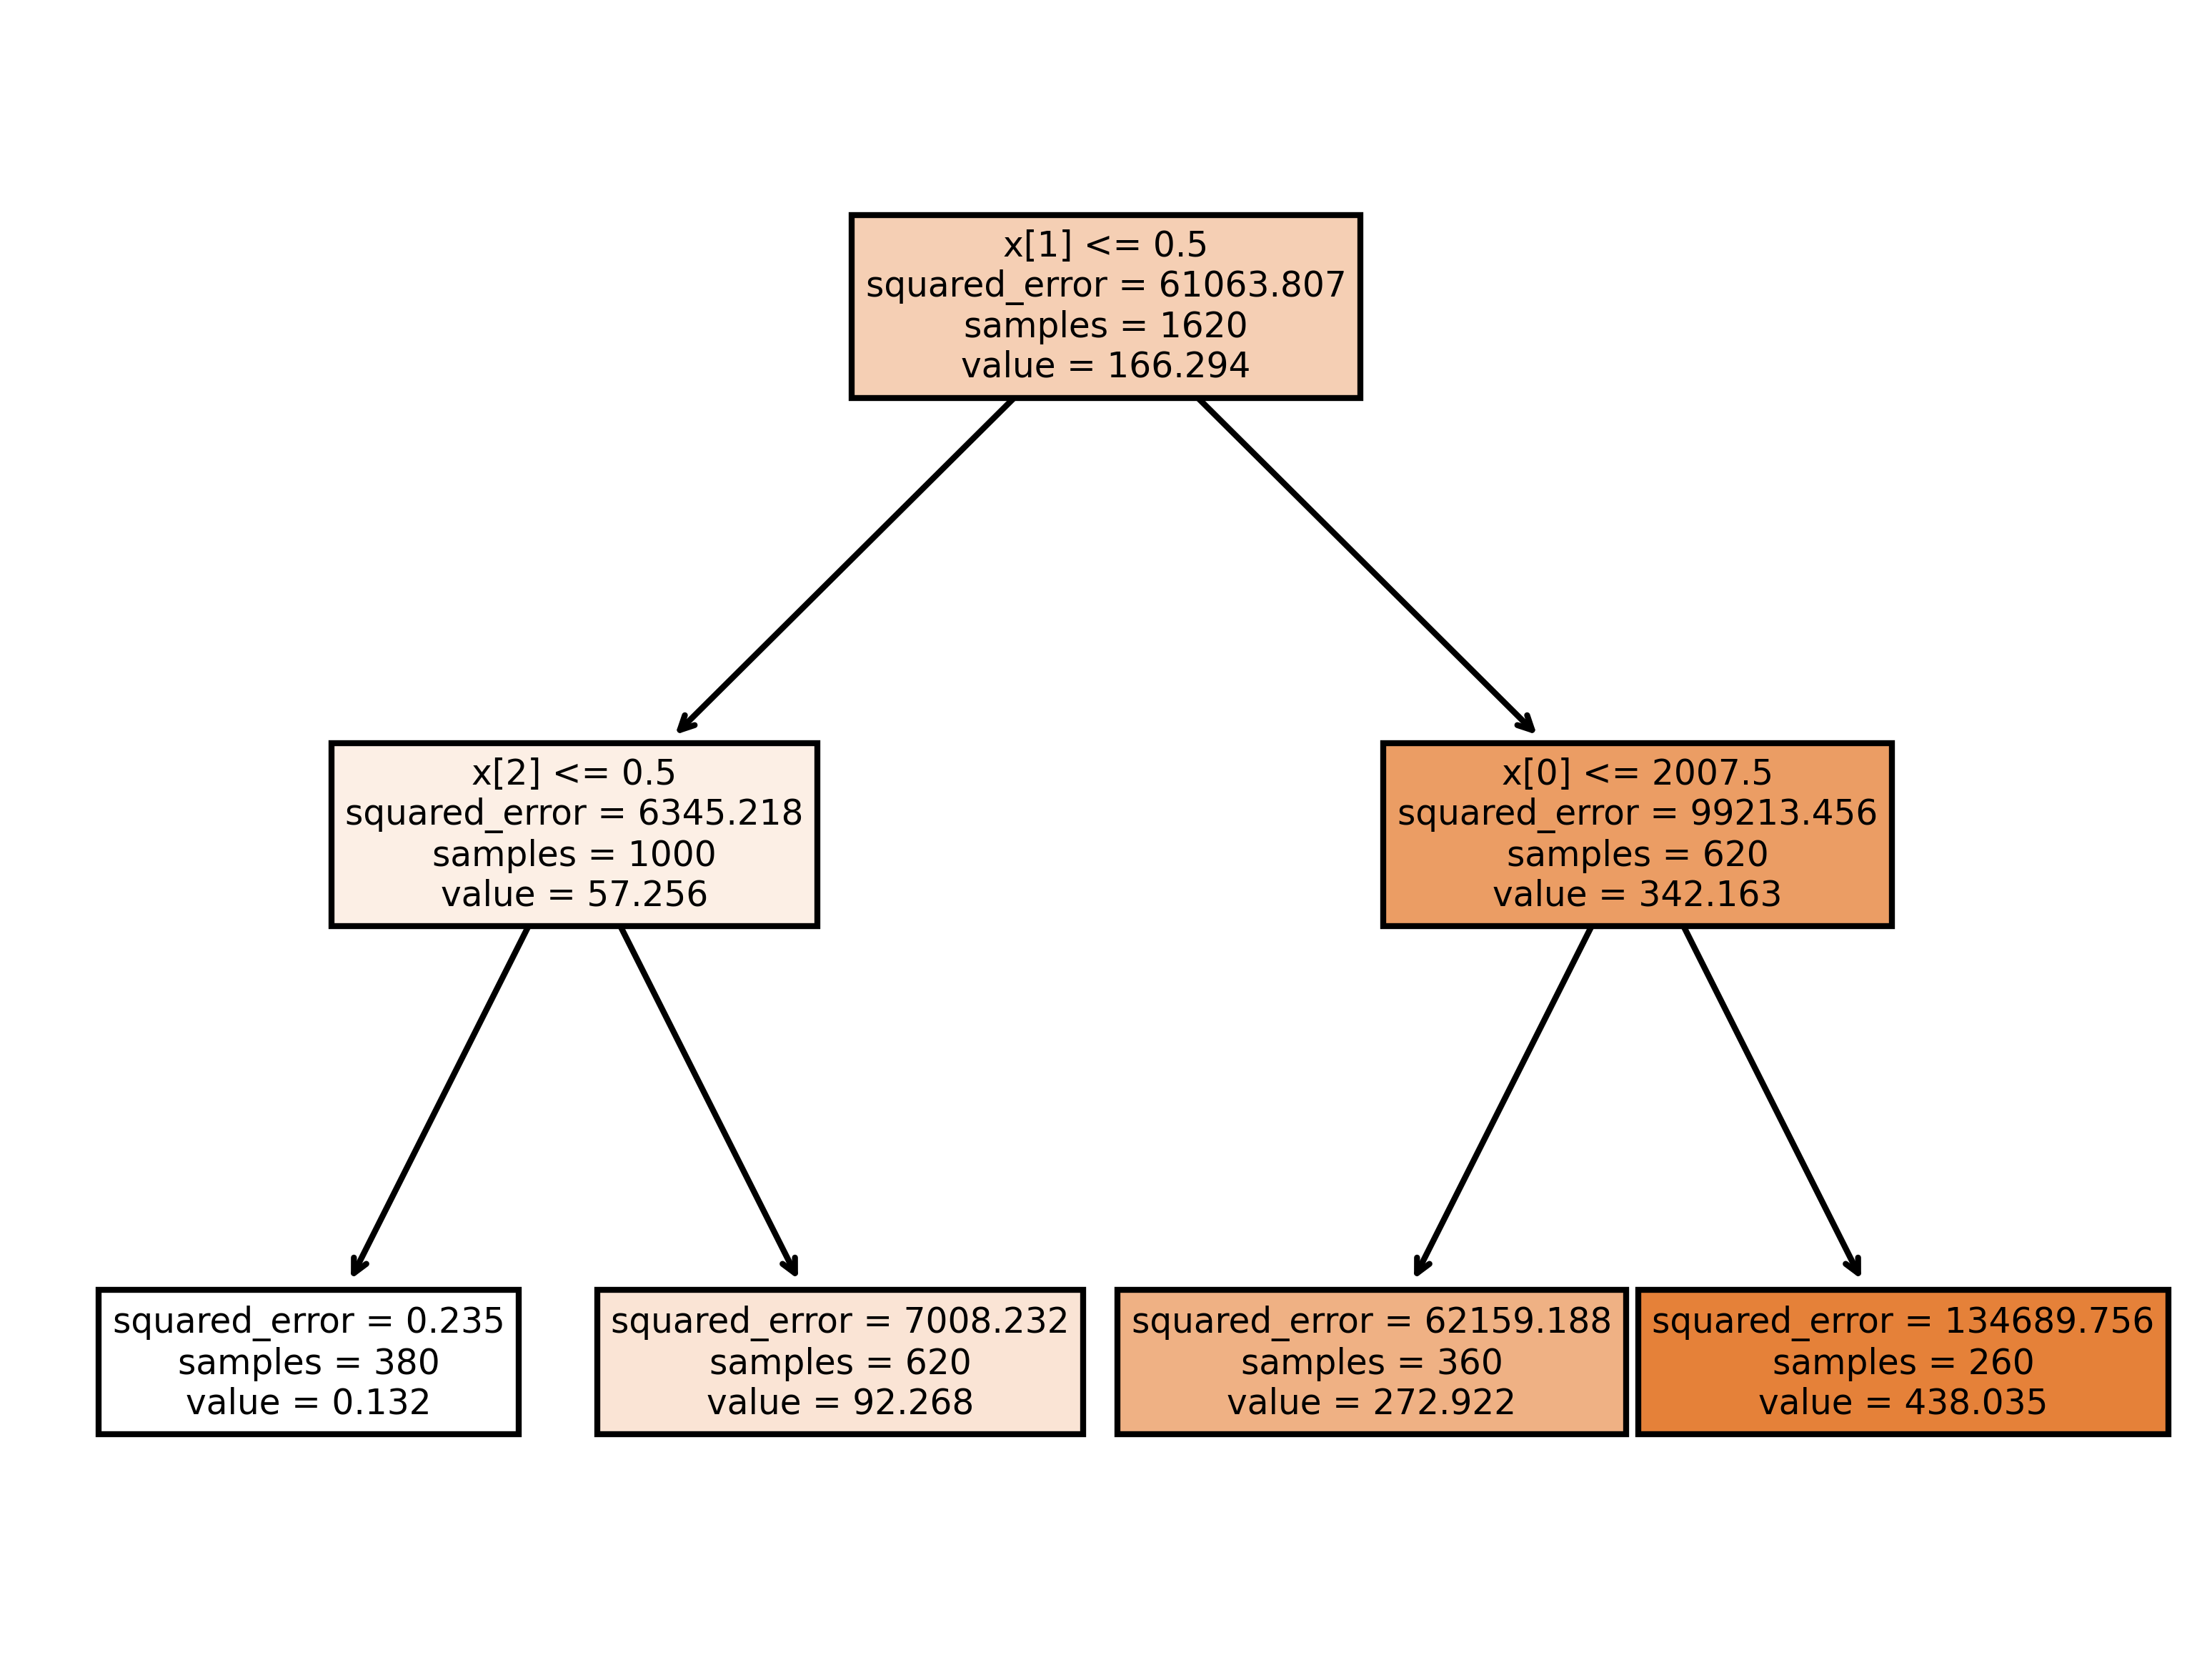 x[1] <= 0.5
squared_error = 61063.807
samples = 1620
value = 166.294
x[2] <= 0.5
squared_error = 6345.218
samples = 1000
value = 57.256
x[0] <= 2007.5
squared_error = 99213.456
samples = 620
value = 342.163
squared_error = 0.235
samples = 380
value = 0.132
squared_error = 7008.232
samples = 620
value = 92.268
squared_error = 62159.188
samples = 360
value = 272.922
squared_error = 134689.756
samples = 260
value = 438.035